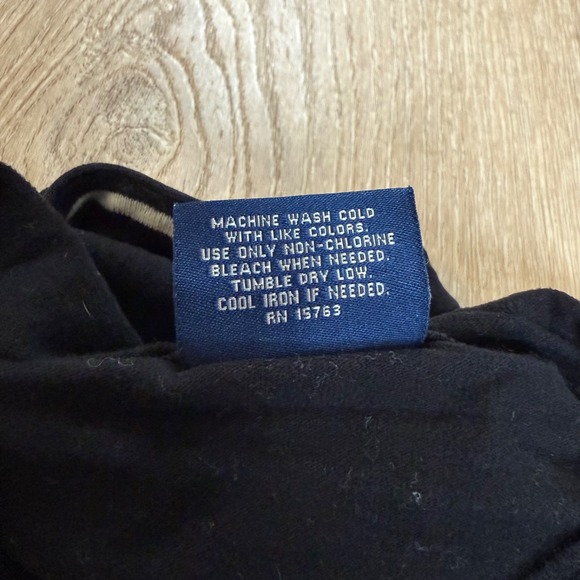 MACHINE WASH COLD
WITH LIKE COLORS.
USE ONLY NON-CHLORINE
BLEACH WHEN NEEDED.
TUMBLE DRY LOW.
COOL IRON IF NEEDED.
RN 15763